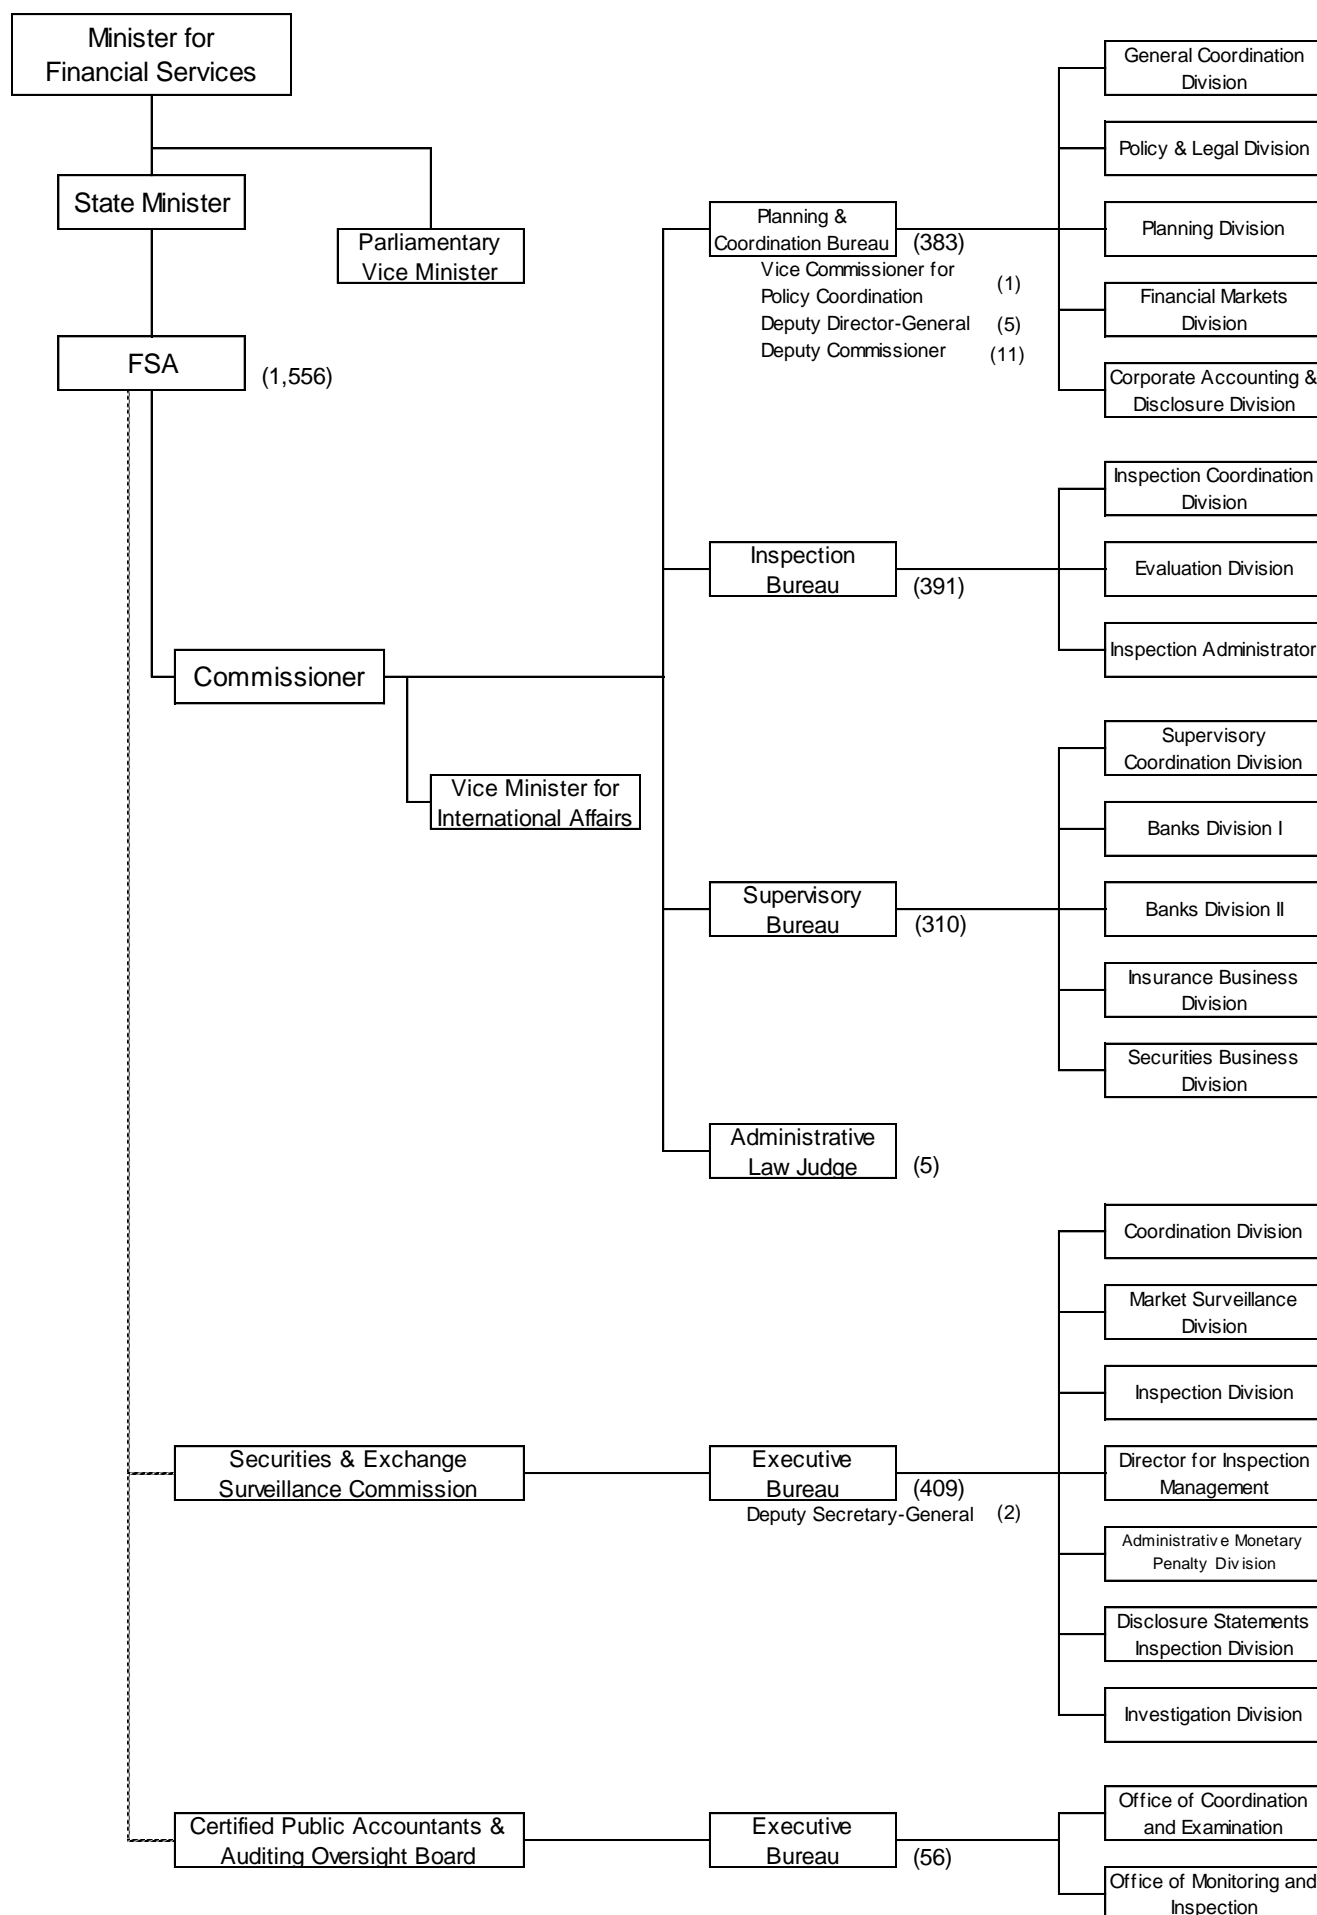 Minister for
Financial Services
State Minister
Parliamentary
Vice Minister
FSA
(1,556)
Commissioner
Vice Minister for
International Affairs
Planning &
Coordination Bureau
(383)
Vice Commissioner for
Policy Coordination
(1)
Deputy Director-General
(5)
Deputy Commissioner
(11)
General Coordination
Division
Policy & Legal Division
Planning Division
Financial Markets
Division
Corporate Accounting &
Disclosure Division
Inspection
Bureau
(391)
Inspection Coordination
Division
Evaluation Division
Inspection Administrator
Supervisory
Bureau
(310)
Supervisory
Coordination Division
Banks Division I
Banks Division II
Insurance Business
Division
Securities Business
Division
Administrative
Law Judge
(5)
Securities & Exchange
Surveillance Commission
Executive
Bureau
(409)
Deputy Secretary-General
(2)
Coordination Division
Market Surveillance
Division
Inspection Division
Director for Inspection
Management
Administrative Monetary
Penalty Division
Disclosure Statements
Inspection Division
Investigation Division
Certified Public Accountants &
Auditing Oversight Board
Executive
Bureau
(56)
Office of Coordination
and Examination
Office of Monitoring and
Inspection